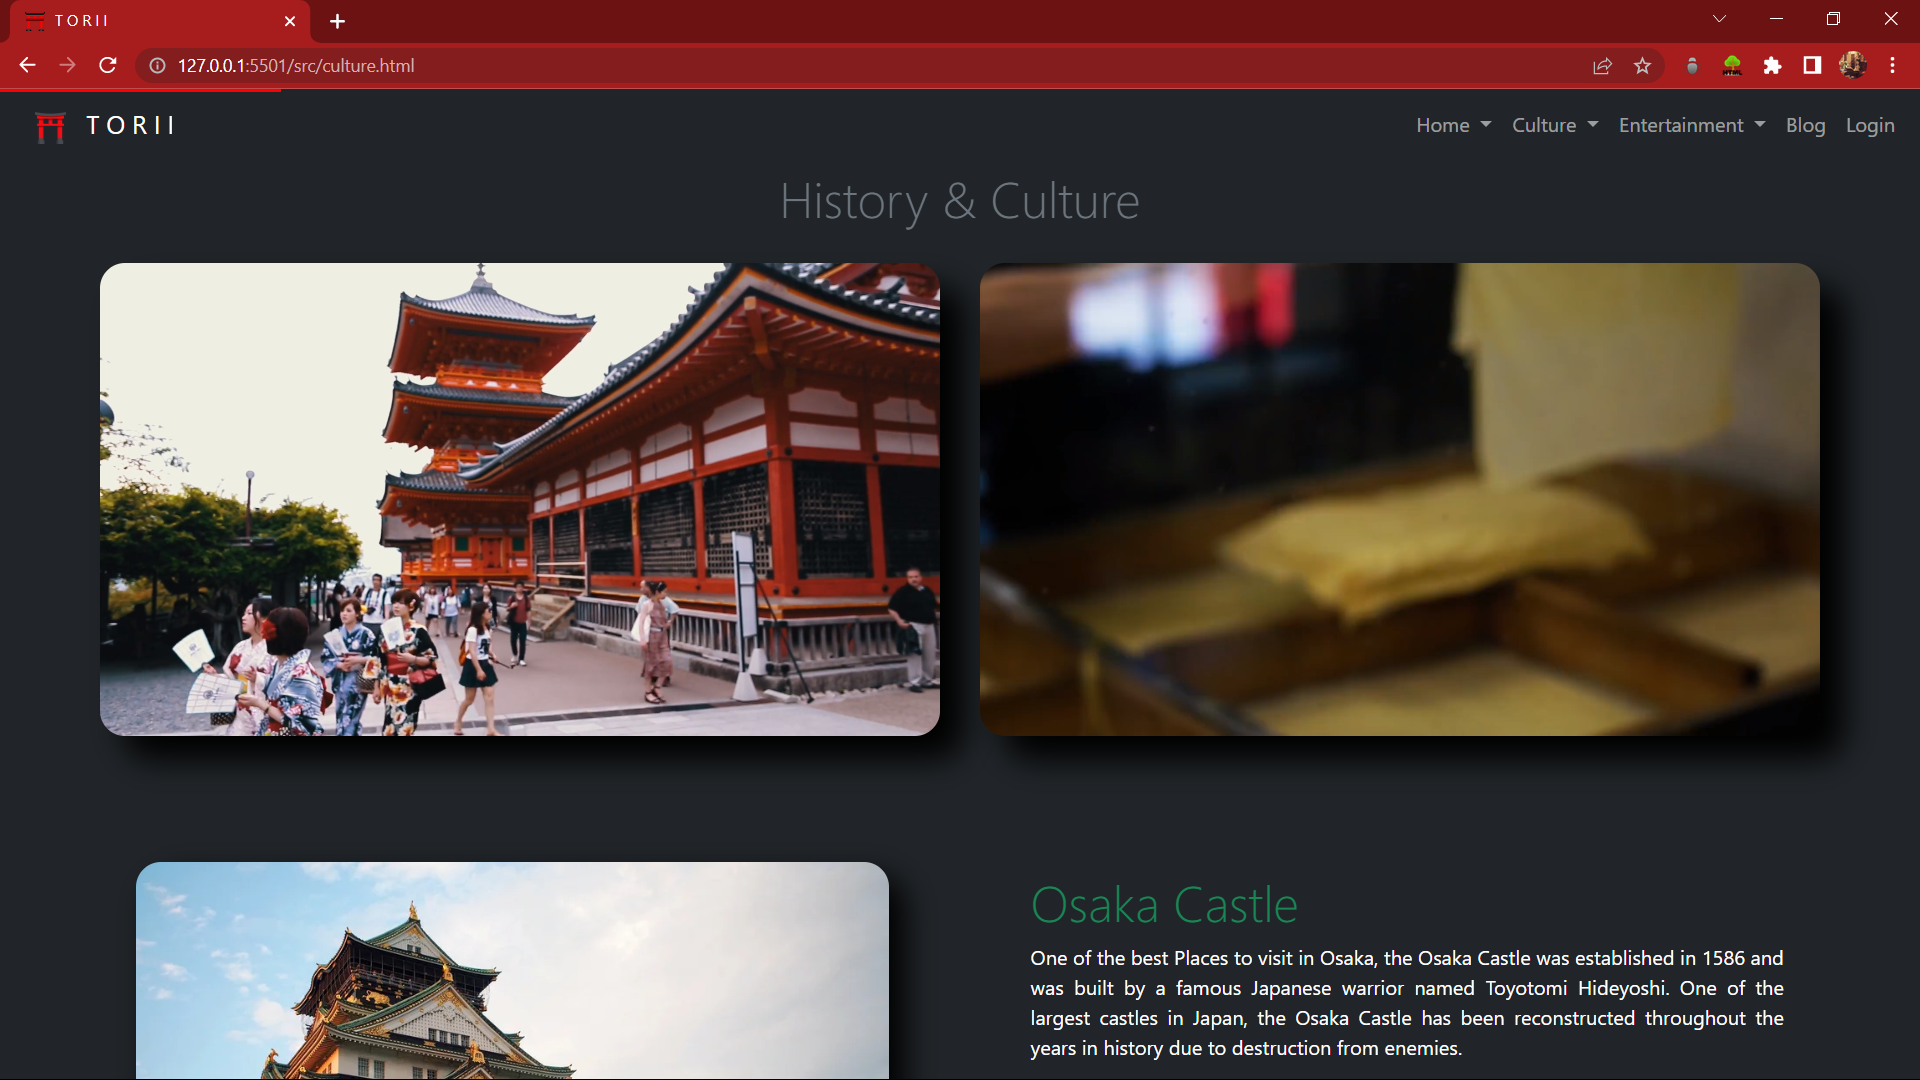 TORII
127.0.0.1:5501/src/culture.html
TORII
Home Culture Entertainment Blog Login
History & Culture
Osaka Castle
One of the best Places to visit in Osaka, the Osaka Castle was established in 1586 and
was built by a famous Japanese warrior named Toyotomi Hideyoshi. One of the
largest castles in Japan, the Osaka Castle has been reconstructed throughout the
years in history due to destruction from enemies.